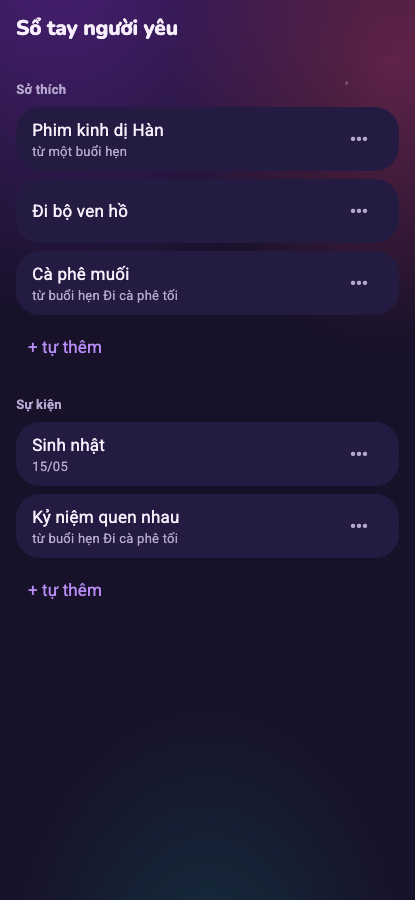 Sổ tay người yêu
Sở thích
Phim kinh dị Hàn
từ một buổi hẹn
Đi bộ ven hồ
Cà phê muối
từ buổi hẹn Đi cà phê tối
+ tự thêm
Sự kiện
Sinh nhật
15/05
Kỷ niệm quen nhau
từ buổi hẹn Đi cà phê tối
+ tự thêm